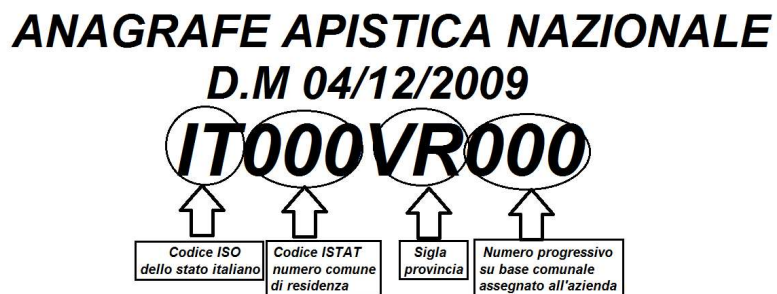 ANAGRAFE APISTICA NAZIONALE
D.M 04/12/2009
IT000VR000
Codice ISO
dello stato italiano
Codice ISTAT
numero comune
di residenza
Sigla
provincia
Numero progressivo
su base comunale
assegnato all'azienda